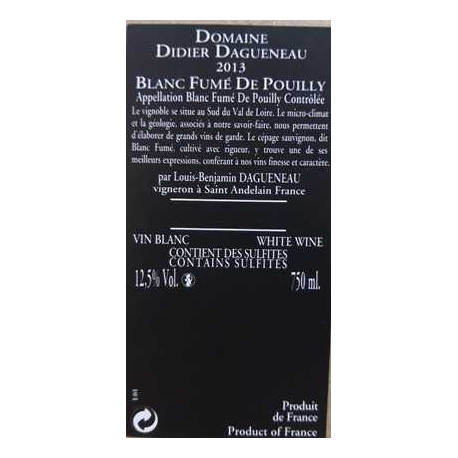 DOMAINE
DIDIER DAGUENEAU
2013
BLANC FUMÉ DE POUILLY
Appellation Blanc Fumé De Pouilly Contrôlée
Le vignoble se situe au Sud du Val de Loire. Le micro-climat
et la géologie, associés à notre savoir-faire, nous permettent
d'élaborer de grands vins de garde. Le cépage sauvignon, dit
Blanc Fumé, cultivé avec rigueur, y trouve une de ses
meilleurs expressions, conférant à nos vins finesse et caractère.
par Louis-Benjamin DAGUENEAU
vigneron à Saint Andelain France
VIN BLANC WHITE WINE
CONTIENT DES SULFITES
CONTAINS SULFITES
12,5% Vol. 750 ml.
Produit
de France
Product of France